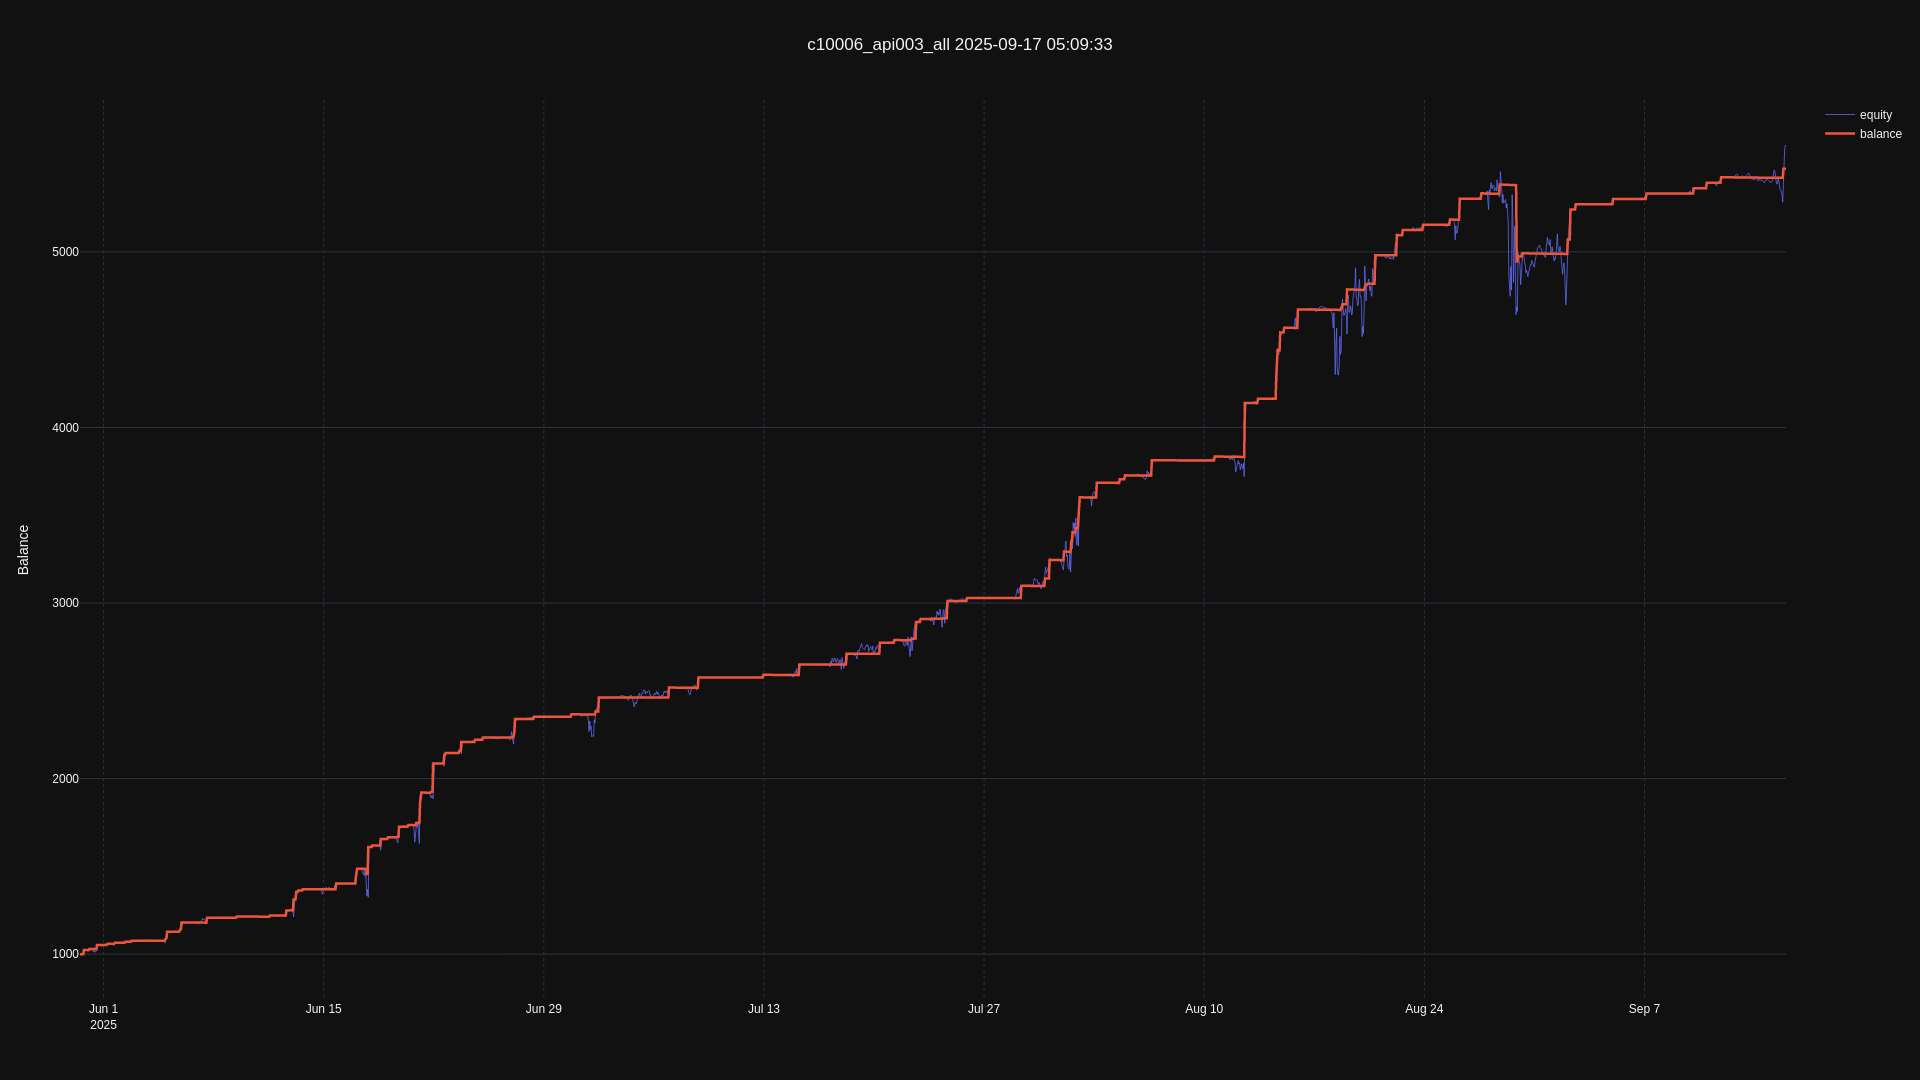 c10006_api003_all 2025-09-17 05:09:33
equity
balance
Balance
5000
4000
3000
2000
1000
Jun 1
2025
Jun 15
Jun 29
Jul 13
Jul 27
Aug 10
Aug 24
Sep 7